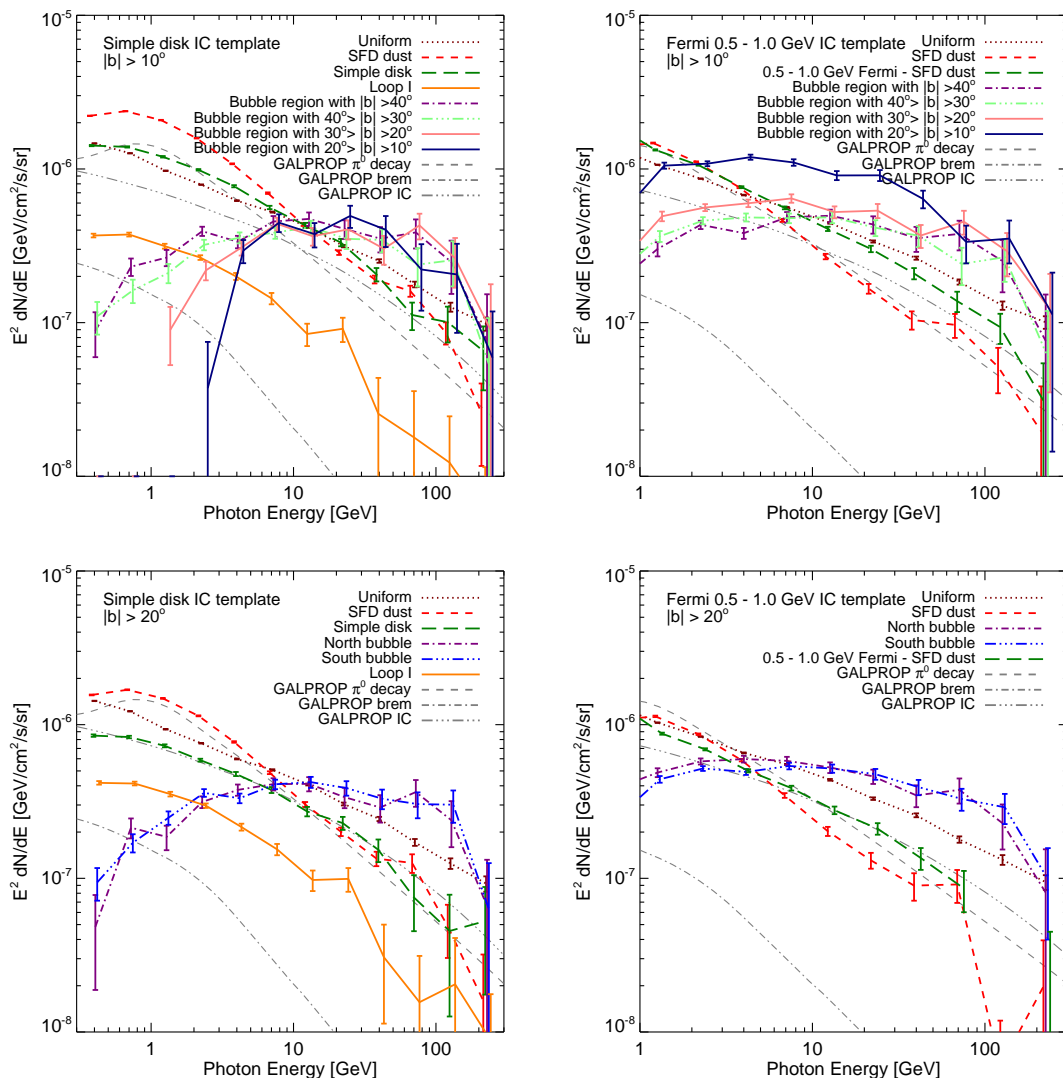 10⁻⁵
10⁻⁶
10⁻⁷
10⁻⁸
E² dN/dE [GeV/cm²/s/sr]
Simple disk IC template
|b| > 10°
Uniform
SFD dust
Simple disk
Loop I
Bubble region with |b| >40°
Bubble region with 40°> |b| >30°
Bubble region with 30°> |b| >20°
Bubble region with 20°> |b| >10°
GALPROP π⁰ decay
GALPROP brem
GALPROP IC
1 10 100
Photon Energy [GeV]
10⁻⁵
10⁻⁶
10⁻⁷
10⁻⁸
E² dN/dE [GeV/cm²/s/sr]
Fermi 0.5 - 1.0 GeV IC template
|b| > 10°
Uniform
SFD dust
0.5 - 1.0 GeV Fermi - SFD dust
Bubble region with |b| >40°
Bubble region with 40°> |b| >30°
Bubble region with 30°> |b| >20°
Bubble region with 20°> |b| >10°
GALPROP π⁰ decay
GALPROP brem
GALPROP IC
1 10 100
Photon Energy [GeV]
10⁻⁵
10⁻⁶
10⁻⁷
10⁻⁸
E² dN/dE [GeV/cm²/s/sr]
Simple disk IC template
|b| > 20°
Uniform
SFD dust
Simple disk
North bubble
South bubble
Loop I
GALPROP π⁰ decay
GALPROP brem
GALPROP IC
1 10 100
Photon Energy [GeV]
10⁻⁵
10⁻⁶
10⁻⁷
10⁻⁸
E² dN/dE [GeV/cm²/s/sr]
Fermi 0.5 - 1.0 GeV IC template
|b| > 20°
Uniform
SFD dust
North bubble
South bubble
0.5 - 1.0 GeV Fermi - SFD dust
GALPROP π⁰ decay
GALPROP brem
GALPROP IC
1 10 100
Photon Energy [GeV]